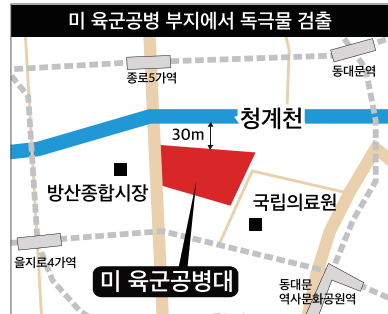 미 육군공병 부지에서 독극물 검출
종로5가역
동대문역
청계천
30m
방산종합시장
국립의료원
을지로4가역
미 육군공병대
동대문
역사문화공원역